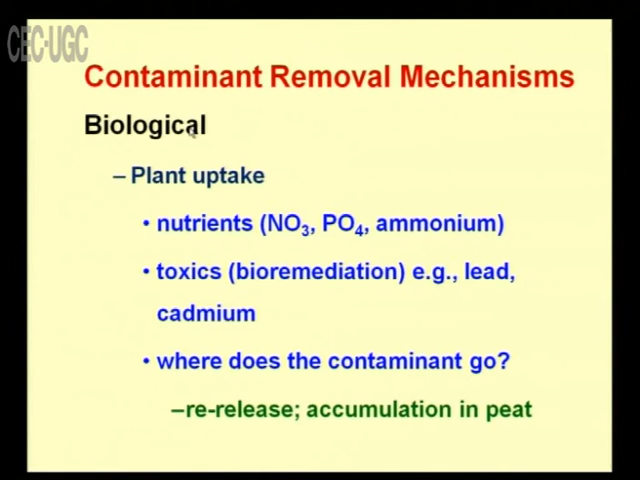 CEC-UGC
Contaminant Removal Mechanisms
Biological
– Plant uptake
• nutrients (NO₃, PO₄, ammonium)
• toxics (bioremediation) e.g., lead,
cadmium
• where does the contaminant go?
–re-release; accumulation in peat